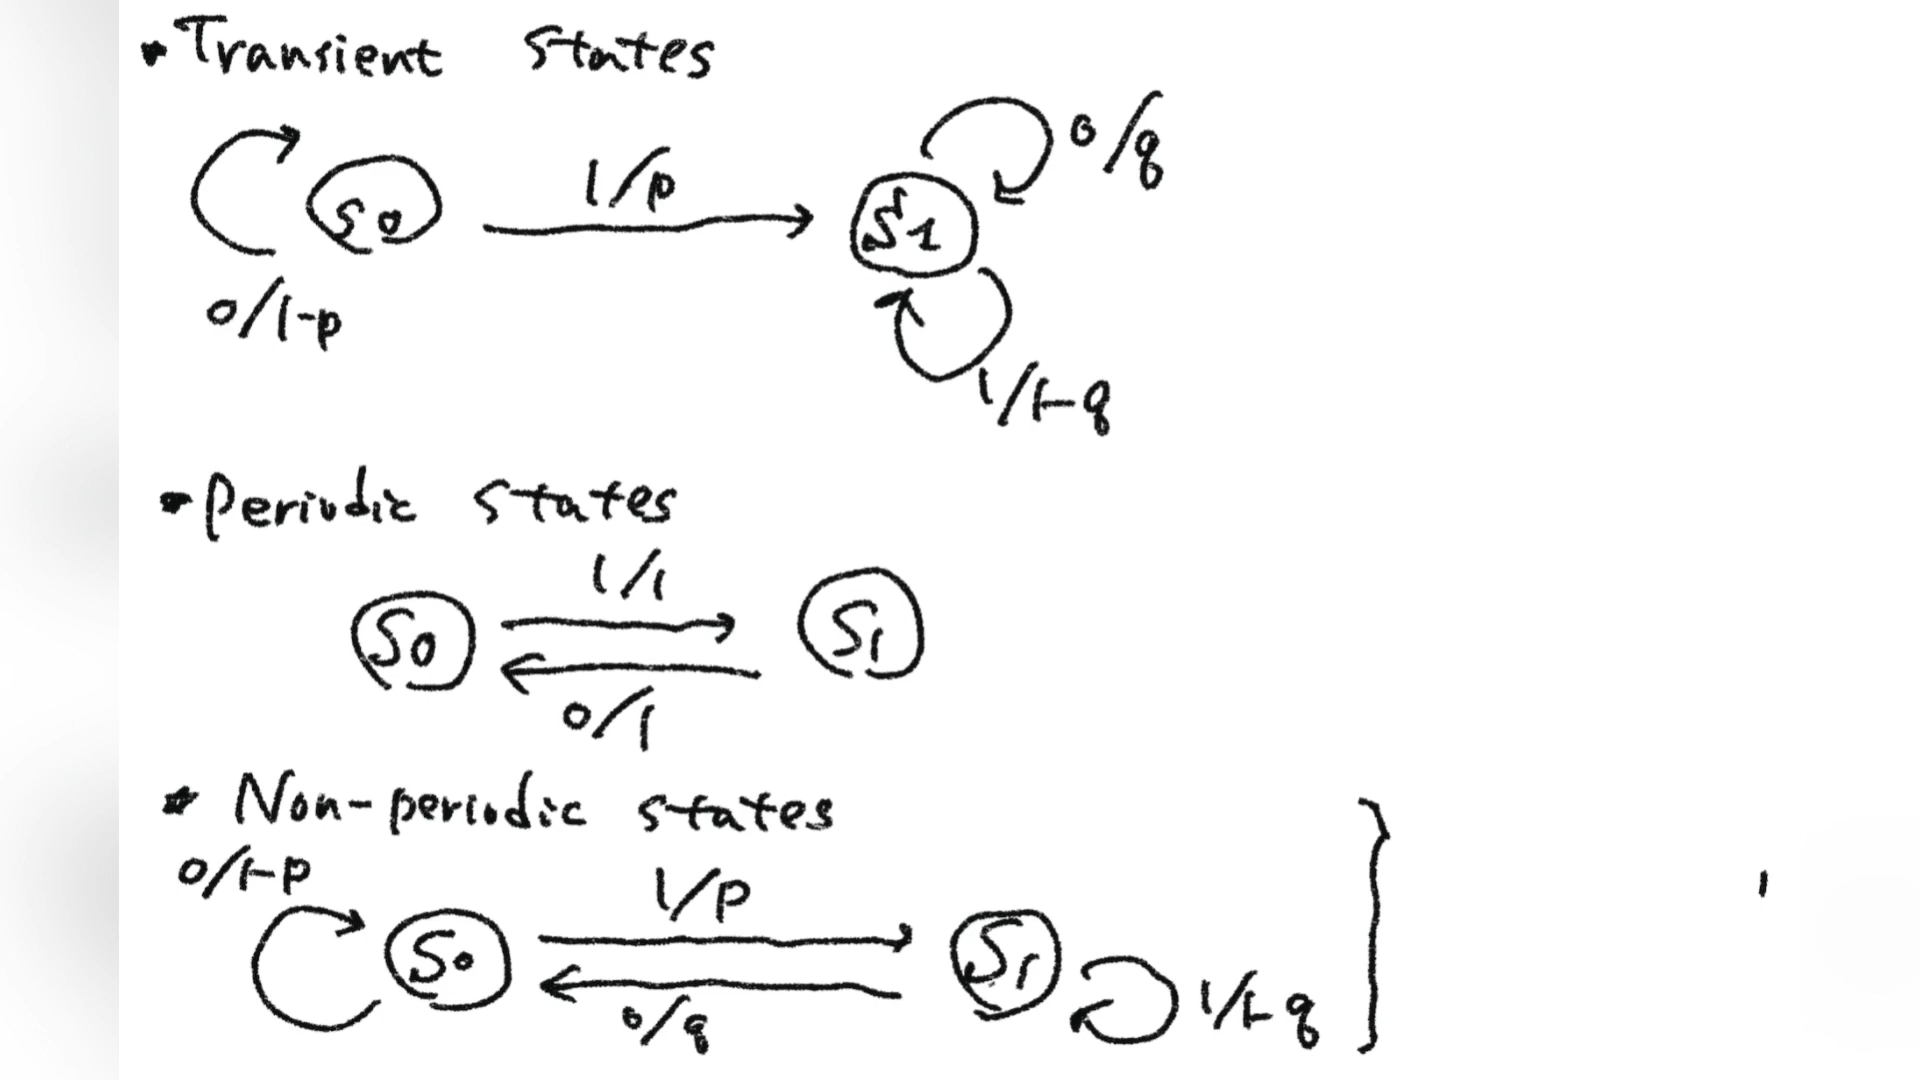 • Transient states
0/q
1/p
S0
S1
0/1-p
1/1-q
• Periodic states
1/1
S0
S1
0/1
• Non-periodic states
0/1-p
1/p
S0
S1
0/q
1/1-q